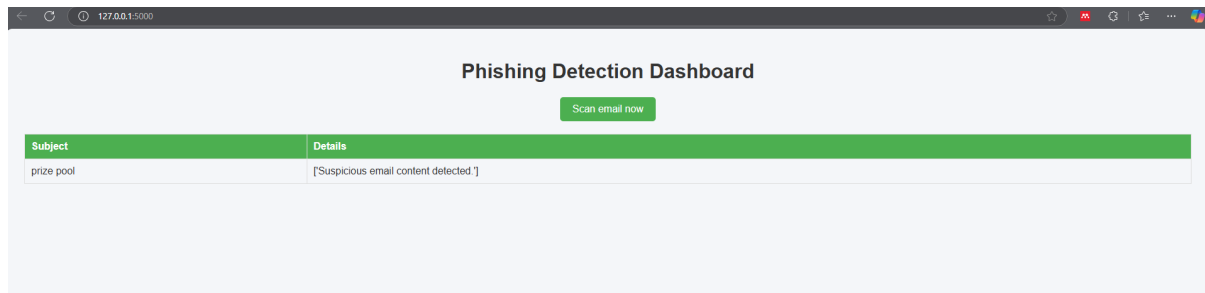 127.0.0.1:5000
Phishing Detection Dashboard
Scan email now
Subject Details
prize pool ['Suspicious email content detected.']